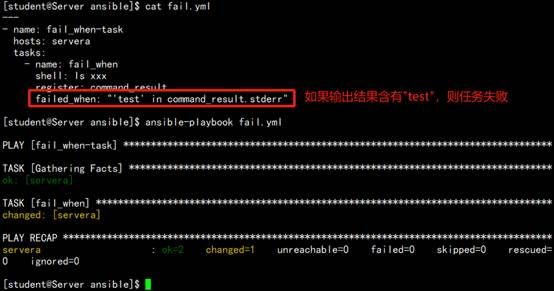 [student@Server ansible]$ cat fail.yml
---
- name: fail_when-task
  hosts: servera
  tasks:
    - name: fail_when
      shell: ls xxx
      register: command_result
      failed_when: "'test' in command_result.stderr"
如果输出结果含有"test"，则任务失败
[student@Server ansible]$ ansible-playbook fail.yml
PLAY [fail_when-task] ******************************************************************
TASK [Gathering Facts] *****************************************************************
ok: [servera]
TASK [fail_when] ***********************************************************************
changed: [servera]
PLAY RECAP *****************************************************************************
servera                    : ok=2    changed=1    unreachable=0    failed=0    skipped=0    rescued=
0    ignored=0
[student@Server ansible]$